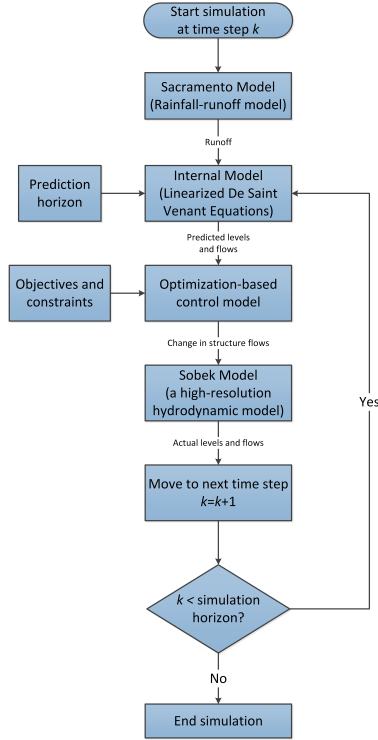 Start simulation
at time step k
Sacramento Model
(Rainfall-runoff model)
Runoff
Prediction
horizon
Internal Model
(Linearized De Saint
Venant Equations)
Predicted levels
and flows
Objectives and
constraints
Optimization-based
control model
Change in structure flows
Sobek Model
(a high-resolution
hydrodynamic model)
Yes
Actual levels and flows
Move to next time step
k=k+1
k < simulation
horizon?
No
End simulation